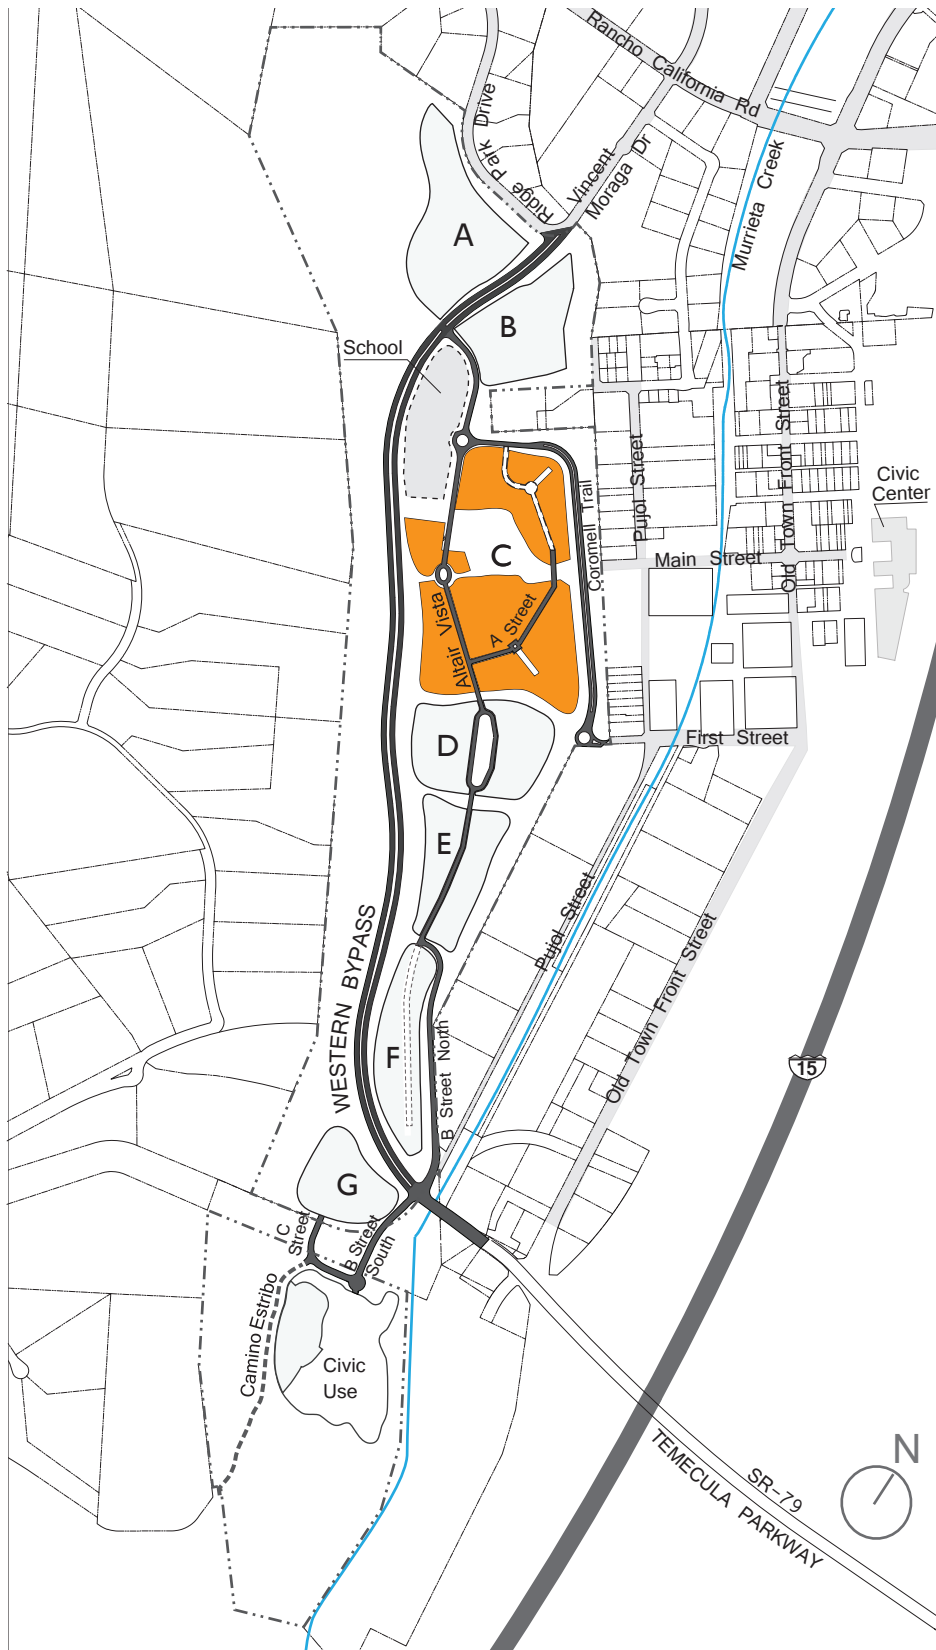 Rancho California Rd
Ridge Park Drive
Vincent
Moraga Dr
Murrieta Creek
A
B
School
Pujol Street
Old Town Front Street
Civic
Center
Coromell Trail
Main Street
C
Altair Vista
A Street
First Street
D
E
Pujol Street
Old Town Front Street
WESTERN BYPASS
F
B Street North
15
G
C
Street
B Street
South
Camino Estribo
Civic
Use
N
SR-79
TEMECULA PARKWAY